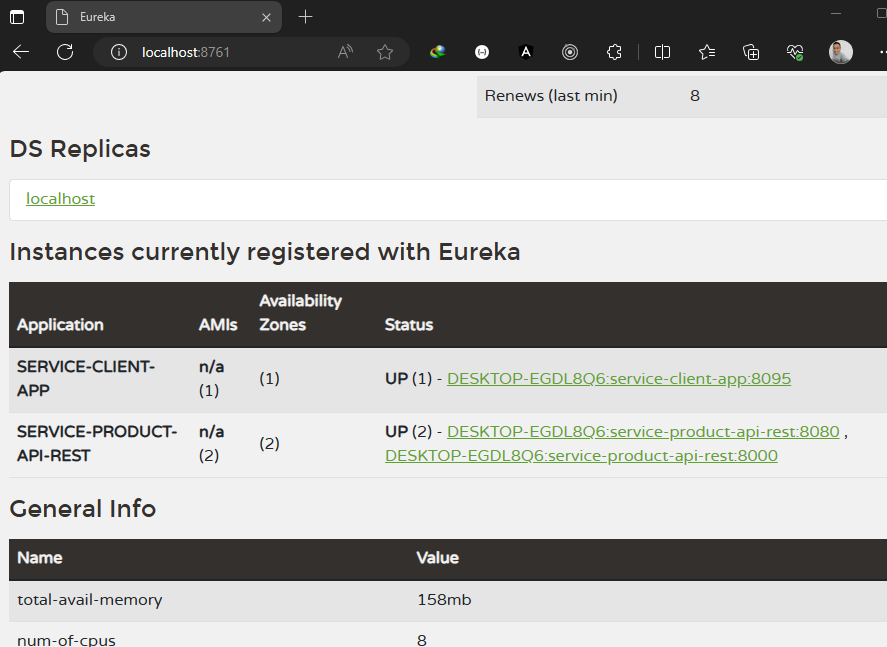 Eureka
localhost:8761
Renews (last min) 8
DS Replicas
localhost
Instances currently registered with Eureka
Application AMIs Availability Zones Status
SERVICE-CLIENT-APP n/a (1) (1) UP (1) - DESKTOP-EGDL8Q6:service-client-app:8095
SERVICE-PRODUCT-API-REST n/a (2) (2) UP (2) - DESKTOP-EGDL8Q6:service-product-api-rest:8080 ,
DESKTOP-EGDL8Q6:service-product-api-rest:8000
General Info
Name Value
total-avail-memory 158mb
num-of-cpus 8